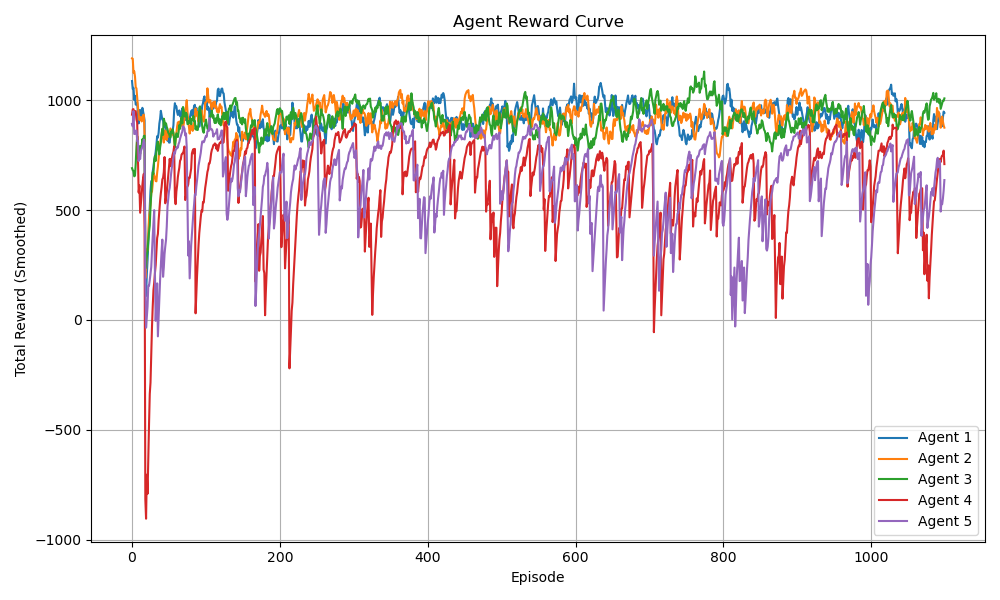 Agent Reward Curve
Total Reward (Smoothed)
1000
500
0
−500
−1000
0
200
400
600
800
1000
Episode
Agent 1
Agent 2
Agent 3
Agent 4
Agent 5